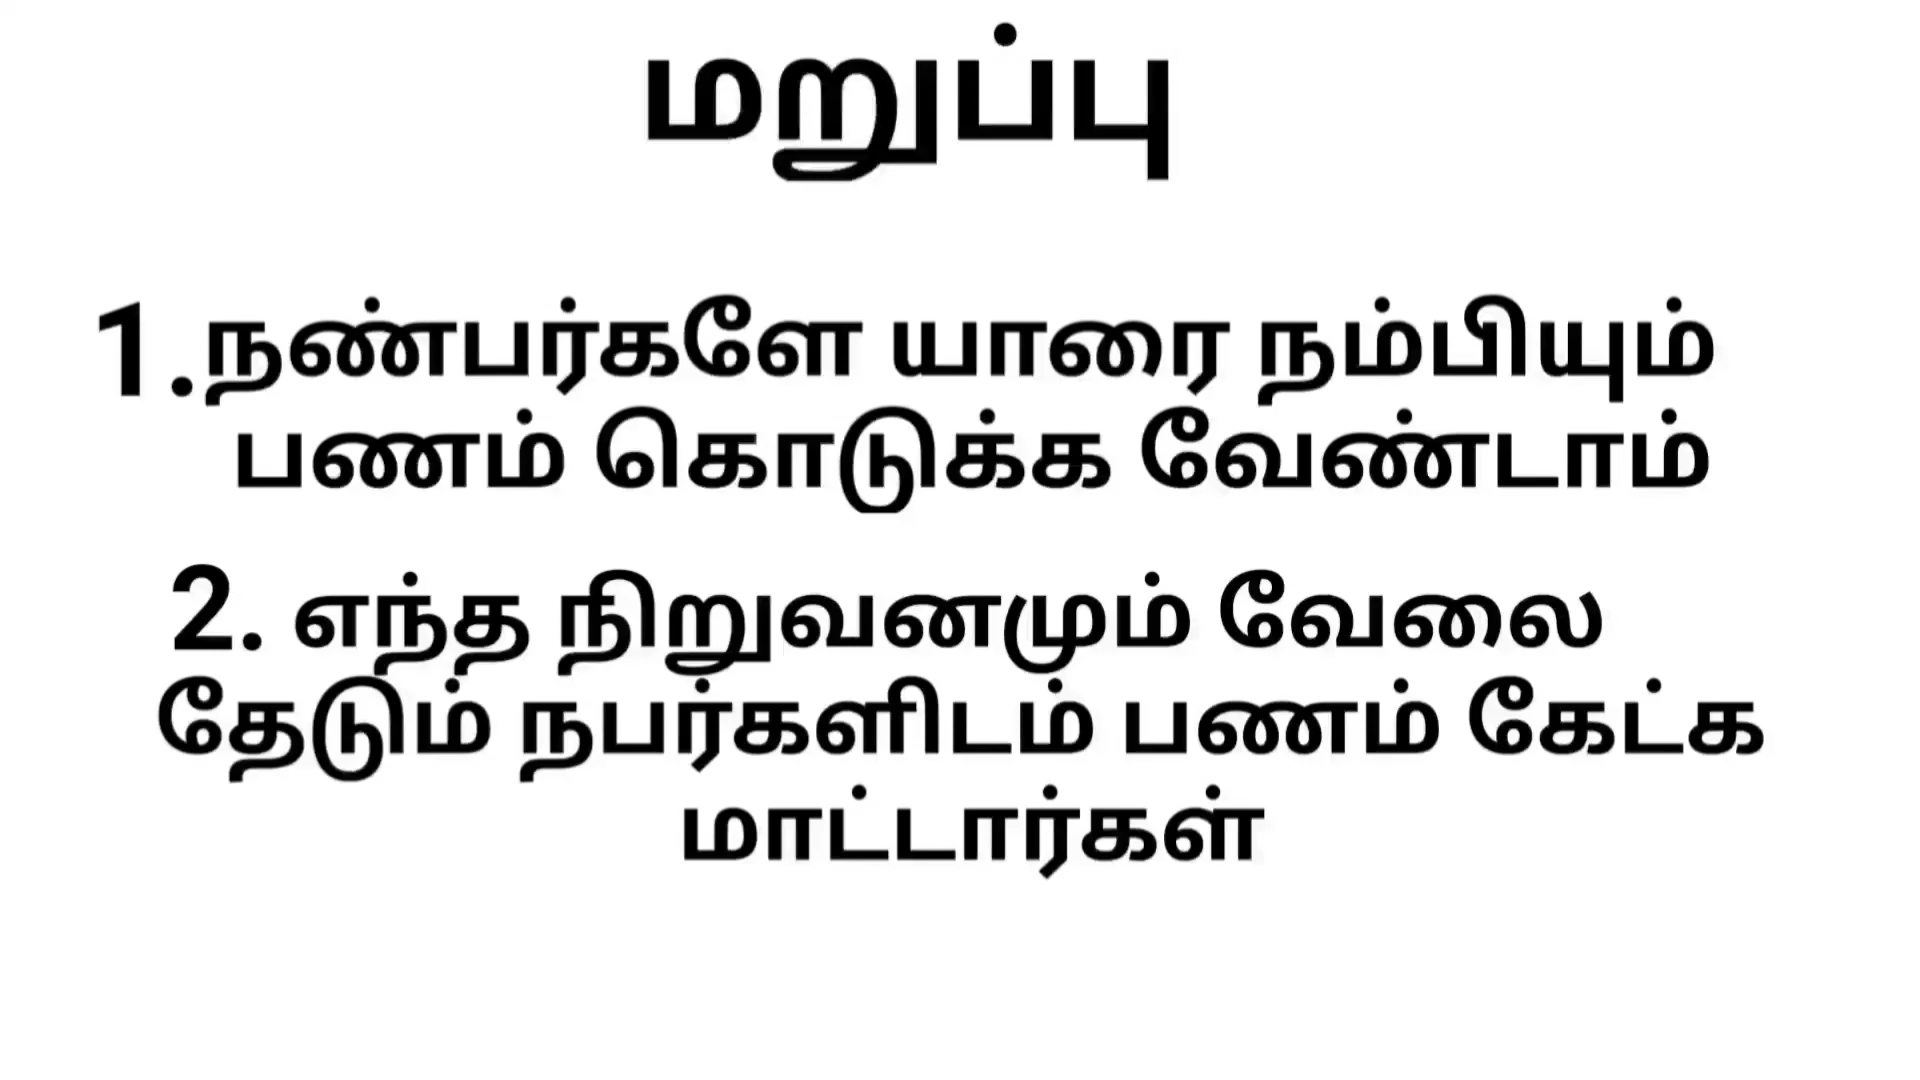 மறுப்பு
1.நண்பர்களே யாரை நம்பியும்
பணம் கொடுக்க வேண்டாம்
2. எந்த நிறுவனமும் வேலை
தேடும் நபர்களிடம் பணம் கேட்க
மாட்டார்கள்